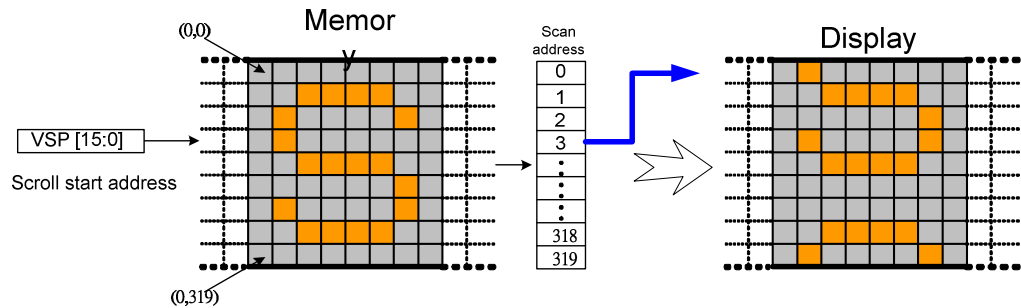 (0,0)
Memor
y
Scan
address
Display
0
1
2
3
318
319
VSP [15:0]
Scroll start address
(0,319)